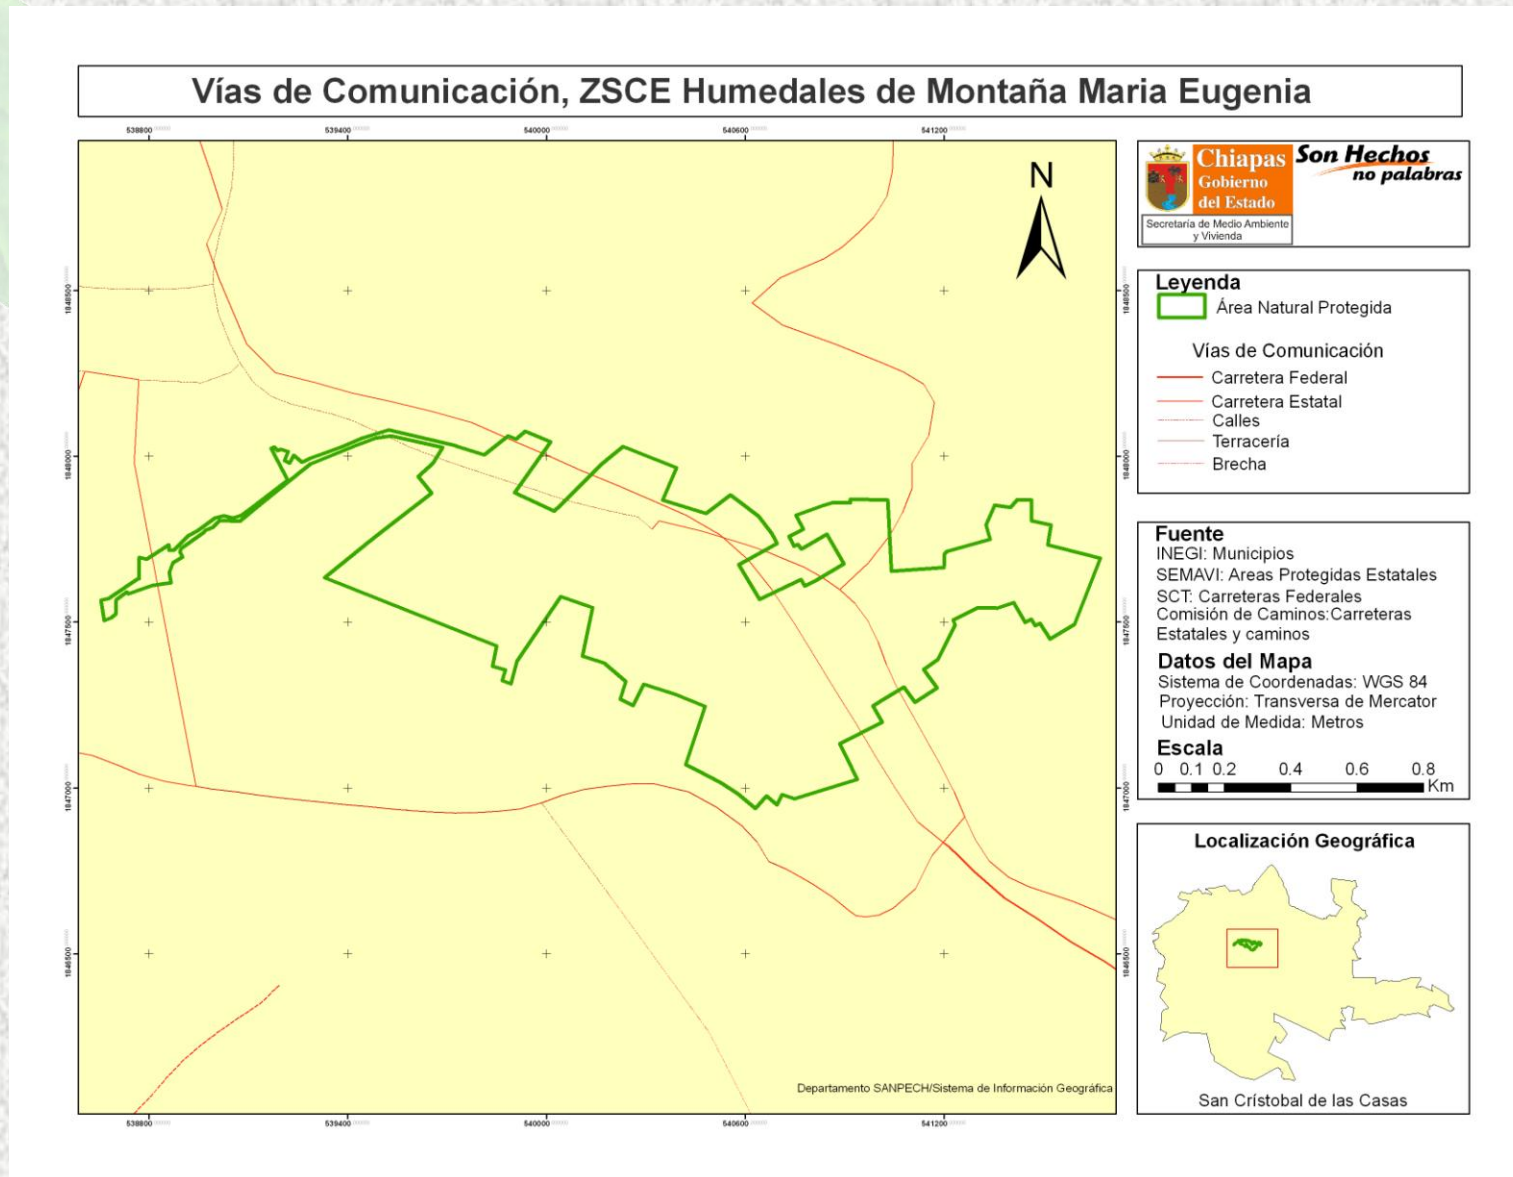 Vías de Comunicación, ZSCE Humedales de Montaña Maria Eugenia
538800 539400 540000 540600 541200
N
1848500 1848500
1848000 1848000
1847500 1847500
1847000 1847000
1846500 1846500
Departamento SANPECH/Sistema de Información Geográfica
538800 539400 540000 540600 541200
Chiapas
Gobierno
del Estado
Secretaría de Medio Ambiente
y Vivienda
Son Hechos
no palabras
Leyenda
Área Natural Protegida
Vías de Comunicación
Carretera Federal
Carretera Estatal
Calles
Terracería
Brecha
Fuente
INEGI: Municipios
SEMAVI: Areas Protegidas Estatales
SCT: Carreteras Federales
Comisión de Caminos:Carreteras
Estatales y caminos
Datos del Mapa
Sistema de Coordenadas: WGS 84
Proyección: Transversa de Mercator
Unidad de Medida: Metros
Escala
0 0.1 0.2 0.4 0.6 0.8
Km
Localización Geográfica
San Crístobal de las Casas